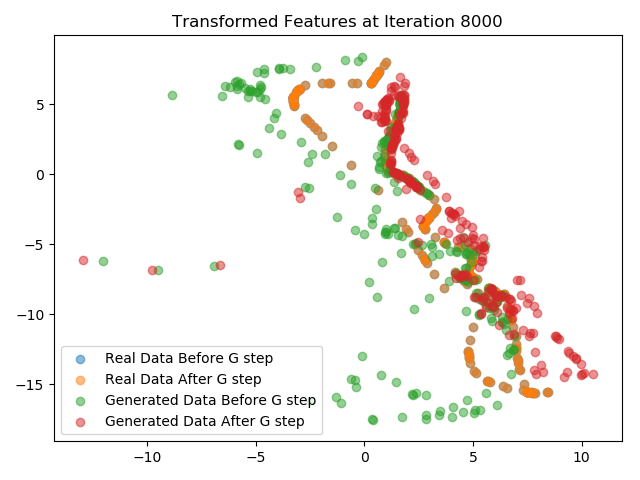 Transformed Features at Iteration 8000
5
0
−5
−10
−15
−10
−5
0
5
10
Real Data Before G step
Real Data After G step
Generated Data Before G step
Generated Data After G step